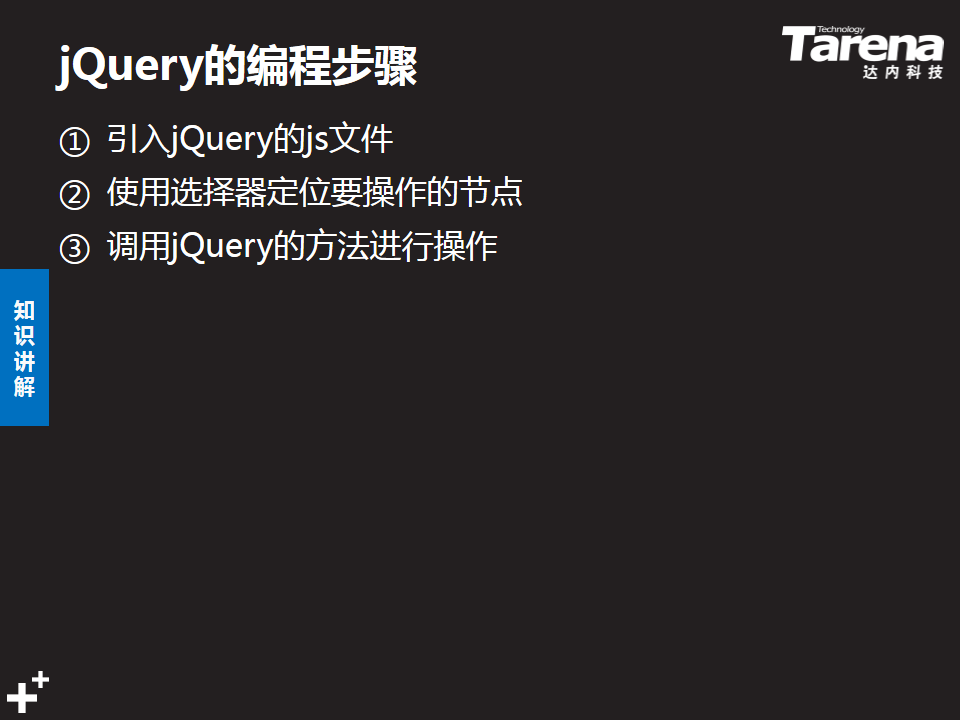 jQuery的编程步骤
Technology
Tarena
达内科技
① 引入jQuery的js文件
② 使用选择器定位要操作的节点
③ 调用jQuery的方法进行操作
知识讲解